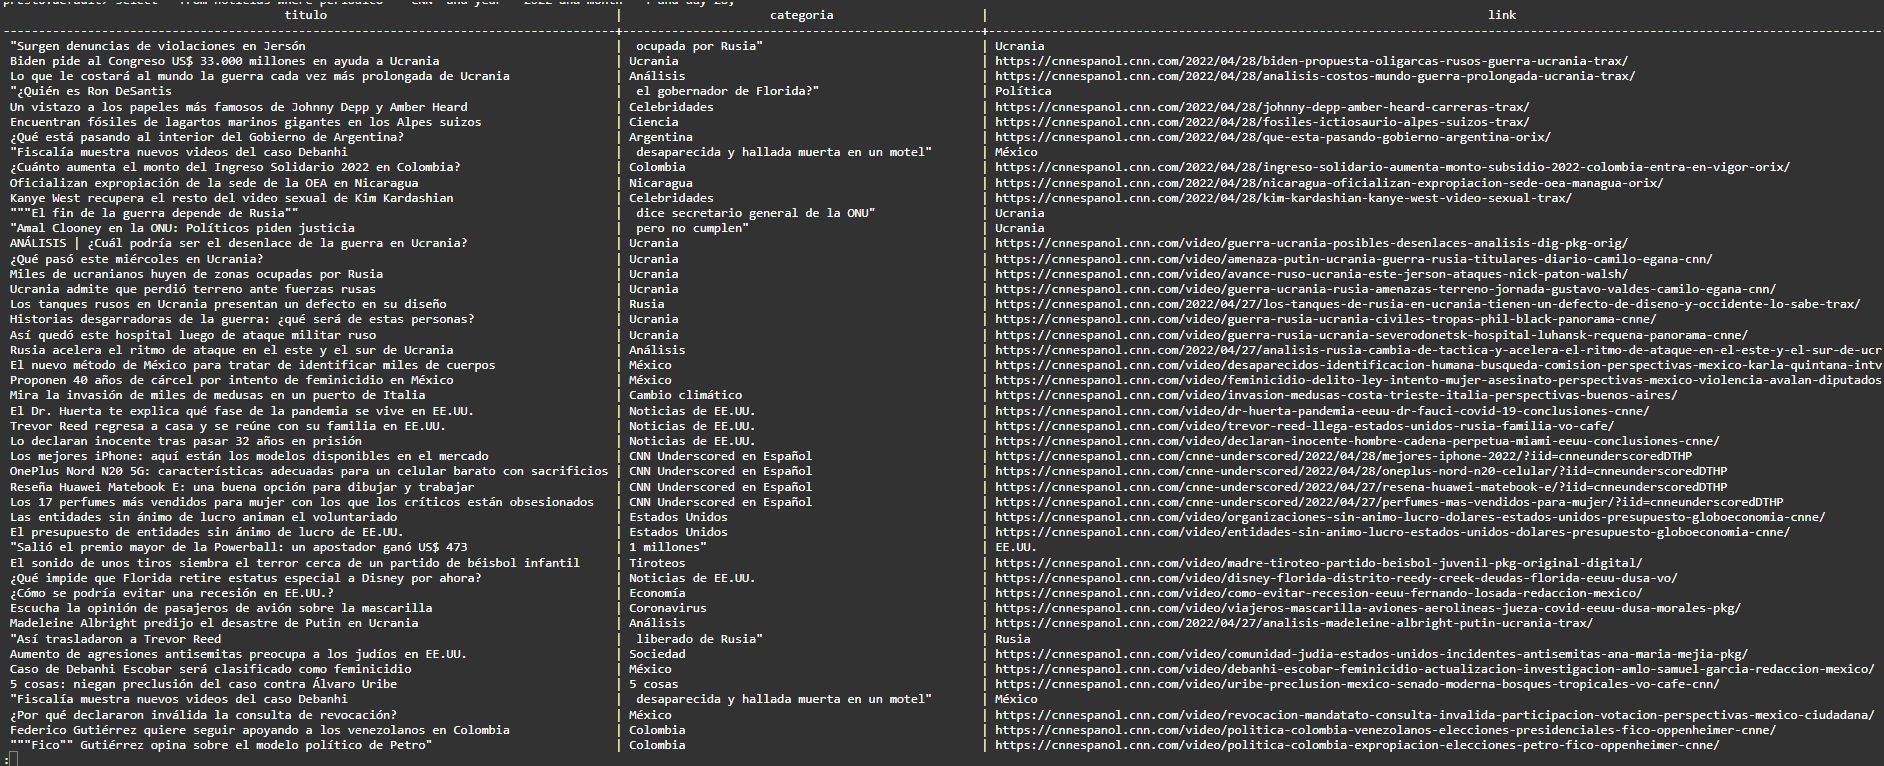 presto:default> select * from noticias where periodico = 'CNN' and year = 2022 and month = 4 and day 28;
titulo | categoria | link
"Surgen denuncias de violaciones en Jersón | ocupada por Rusia" | Ucrania
Biden pide al Congreso US$ 33.000 millones en ayuda a Ucrania | Ucrania | https://cnnespanol.cnn.com/2022/04/28/biden-propuesta-oligarcas-rusos-guerra-ucrania-trax/
Lo que le costará al mundo la guerra cada vez más prolongada de Ucrania | Análisis | https://cnnespanol.cnn.com/2022/04/28/analisis-costos-mundo-guerra-prolongada-ucrania-trax/
"¿Quién es Ron DeSantis | el gobernador de Florida?" | Política
Un vistazo a los papeles más famosos de Johnny Depp y Amber Heard | Celebridades | https://cnnespanol.cnn.com/2022/04/28/johnny-depp-amber-heard-carreras-trax/
Encuentran fósiles de lagartos marinos gigantes en los Alpes suizos | Ciencia | https://cnnespanol.cnn.com/2022/04/28/fosiles-ictiosaurio-alpes-suizos-trax/
¿Qué está pasando al interior del Gobierno de Argentina? | Argentina | https://cnnespanol.cnn.com/2022/04/28/que-esta-pasando-gobierno-argentina-orix/
"Fiscalía muestra nuevos videos del caso Debanhi | desaparecida y hallada muerta en un motel" | México
¿Cuánto aumenta el monto del Ingreso Solidario 2022 en Colombia? | Colombia | https://cnnespanol.cnn.com/2022/04/28/ingreso-solidario-aumenta-monto-subsidio-2022-colombia-entra-en-vigor-orix/
Oficializan expropiación de la sede de la OEA en Nicaragua | Nicaragua | https://cnnespanol.cnn.com/2022/04/28/nicaragua-oficializan-expropiacion-sede-oea-managua-orix/
Kanye West recupera el resto del video sexual de Kim Kardashian | Celebridades | https://cnnespanol.cnn.com/2022/04/28/kim-kardashian-kanye-west-video-sexual-trax/
"""El fin de la guerra depende de Rusia"" | dice secretario general de la ONU" | Ucrania
"Amal Clooney en la ONU: Políticos piden justicia | pero no cumplen" | Ucrania
ANÁLISIS | ¿Cuál podría ser el desenlace de la guerra en Ucrania? | Ucrania | https://cnnespanol.cnn.com/video/guerra-ucrania-posibles-desenlaces-analisis-dig-pkg-orig/
¿Qué pasó este miércoles en Ucrania? | Ucrania | https://cnnespanol.cnn.com/video/amenaza-putin-ucrania-guerra-rusia-titulares-diario-camilo-egana-cnn/
Miles de ucranianos huyen de zonas ocupadas por Rusia | Ucrania | https://cnnespanol.cnn.com/video/avance-ruso-ucrania-este-jerson-ataques-nick-paton-walsh/
Ucrania admite que perdió terreno ante fuerzas rusas | Ucrania | https://cnnespanol.cnn.com/video/guerra-ucrania-rusia-amenazas-terreno-jornada-gustavo-valdes-camilo-egana-cnn/
Los tanques rusos en Ucrania presentan un defecto en su diseño | Rusia | https://cnnespanol.cnn.com/2022/04/27/los-tanques-de-rusia-en-ucrania-tienen-un-defecto-de-diseno-y-occidente-lo-sabe-trax/
Historias desgarradoras de la guerra: ¿qué será de estas personas? | Ucrania | https://cnnespanol.cnn.com/video/guerra-rusia-ucrania-civiles-tropas-phil-black-panorama-cnne/
Así quedó este hospital luego de ataque militar ruso | Ucrania | https://cnnespanol.cnn.com/video/guerra-rusia-ucrania-severodonetsk-hospital-luhansk-requena-panorama-cnne/
Rusia acelera el ritmo de ataque en el este y el sur de Ucrania | Análisis | https://cnnespanol.cnn.com/2022/04/27/analisis-rusia-cambia-de-tactica-y-acelera-el-ritmo-de-ataque-en-el-este-y-el-sur-de-ucr
El nuevo método de México para tratar de identificar miles de cuerpos | México | https://cnnespanol.cnn.com/video/desaparecidos-identificacion-humana-busqueda-comision-perspectivas-mexico-karla-quintana-intv
Proponen 40 años de cárcel por intento de feminicidio en México | México | https://cnnespanol.cnn.com/video/feminicidio-delito-ley-intento-mujer-asesinato-perspectivas-mexico-violencia-avalan-diputados
Mira la invasión de miles de medusas en un puerto de Italia | Cambio climático | https://cnnespanol.cnn.com/video/invasion-medusas-costa-trieste-italia-perspectivas-buenos-aires/
El Dr. Huerta te explica qué fase de la pandemia se vive en EE.UU. | Noticias de EE.UU. | https://cnnespanol.cnn.com/video/dr-huerta-pandemia-eeuu-dr-fauci-covid-19-conclusiones-cnne/
Trevor Reed regresa a casa y se reúne con su familia en EE.UU. | Noticias de EE.UU. | https://cnnespanol.cnn.com/video/trevor-reed-llega-estados-unidos-rusia-familia-vo-cafe/
Lo declaran inocente tras pasar 32 años en prisión | Noticias de EE.UU. | https://cnnespanol.cnn.com/video/declaran-inocente-hombre-cadena-perpetua-miami-eeuu-conclusiones-cnne/
Los mejores iPhone: aquí están los modelos disponibles en el mercado | CNN Underscored en Español | https://cnnespanol.cnn.com/cnne-underscored/2022/04/28/mejores-iphone-2022/?iid=cnneunderscoredDTHP
OnePlus Nord N20 5G: características adecuadas para un celular barato con sacrificios | CNN Underscored en Español | https://cnnespanol.cnn.com/cnne-underscored/2022/04/28/oneplus-nord-n20-celular/?iid=cnneunderscoredDTHP
Reseña Huawei Matebook E: una buena opción para dibujar y trabajar | CNN Underscored en Español | https://cnnespanol.cnn.com/cnne-underscored/2022/04/27/resena-huawei-matebook-e/?iid=cnneunderscoredDTHP
Los 17 perfumes más vendidos para mujer con los que los críticos están obsesionados | CNN Underscored en Español | https://cnnespanol.cnn.com/cnne-underscored/2022/04/27/perfumes-mas-vendidos-para-mujer/?iid=cnneunderscoredDTHP
Las entidades sin ánimo de lucro animan el voluntariado | Estados Unidos | https://cnnespanol.cnn.com/video/organizaciones-sin-animo-lucro-dolares-estados-unidos-presupuesto-globoeconomia-cnne/
El presupuesto de entidades sin ánimo de lucro de EE.UU. | Estados Unidos | https://cnnespanol.cnn.com/video/entidades-sin-animo-lucro-estados-unidos-dolares-presupuesto-globoeconomia-cnne/
"Salió el premio mayor de la Powerball: un apostador ganó US$ 473 | 1 millones" | EE.UU.
El sonido de unos tiros siembra el terror cerca de un partido de béisbol infantil | Tiroteos | https://cnnespanol.cnn.com/video/madre-tiroteo-partido-beisbol-juvenil-pkg-original-digital/
¿Qué impide que Florida retire estatus especial a Disney por ahora? | Noticias de EE.UU. | https://cnnespanol.cnn.com/video/disney-florida-distrito-reedy-creek-deudas-florida-eeuu-dusa-vo/
¿Cómo se podría evitar una recesión en EE.UU.? | Economía | https://cnnespanol.cnn.com/video/como-evitar-recesion-eeuu-fernando-losada-redaccion-mexico/
Escucha la opinión de pasajeros de avión sobre la mascarilla | Coronavirus | https://cnnespanol.cnn.com/video/viajeros-mascarilla-aviones-aerolineas-jueza-covid-eeuu-dusa-morales-pkg/
Madeleine Albright predijo el desastre de Putin en Ucrania | Análisis | https://cnnespanol.cnn.com/2022/04/27/analisis-madeleine-albright-putin-ucrania-trax/
"Así trasladaron a Trevor Reed | liberado de Rusia" | Rusia
Aumento de agresiones antisemitas preocupa a los judíos en EE.UU. | Sociedad | https://cnnespanol.cnn.com/video/comunidad-judia-estados-unidos-incidentes-antisemitas-ana-maria-mejia-pkg/
Caso de Debanhi Escobar será clasificado como feminicidio | México | https://cnnespanol.cnn.com/video/debanhi-escobar-feminicidio-actualizacion-investigacion-amlo-samuel-garcia-redaccion-mexico/
5 cosas: niegan preclusión del caso contra Álvaro Uribe | 5 cosas | https://cnnespanol.cnn.com/video/uribe-preclusion-mexico-senado-moderna-bosques-tropicales-vo-cafe-cnn/
"Fiscalía muestra nuevos videos del caso Debanhi | desaparecida y hallada muerta en un motel" | México
¿Por qué declararon inválida la consulta de revocación? | México | https://cnnespanol.cnn.com/video/revocacion-mandatato-consulta-invalida-participacion-votacion-perspectivas-mexico-ciudadana/
Federico Gutiérrez quiere seguir apoyando a los venezolanos en Colombia | Colombia | https://cnnespanol.cnn.com/video/politica-colombia-venezolanos-elecciones-presidenciales-fico-oppenheimer-cnne/
"""Fico"" Gutiérrez opina sobre el modelo político de Petro" | Colombia | https://cnnespanol.cnn.com/video/politica-colombia-expropiacion-elecciones-petro-fico-oppenheimer-cnne/
: